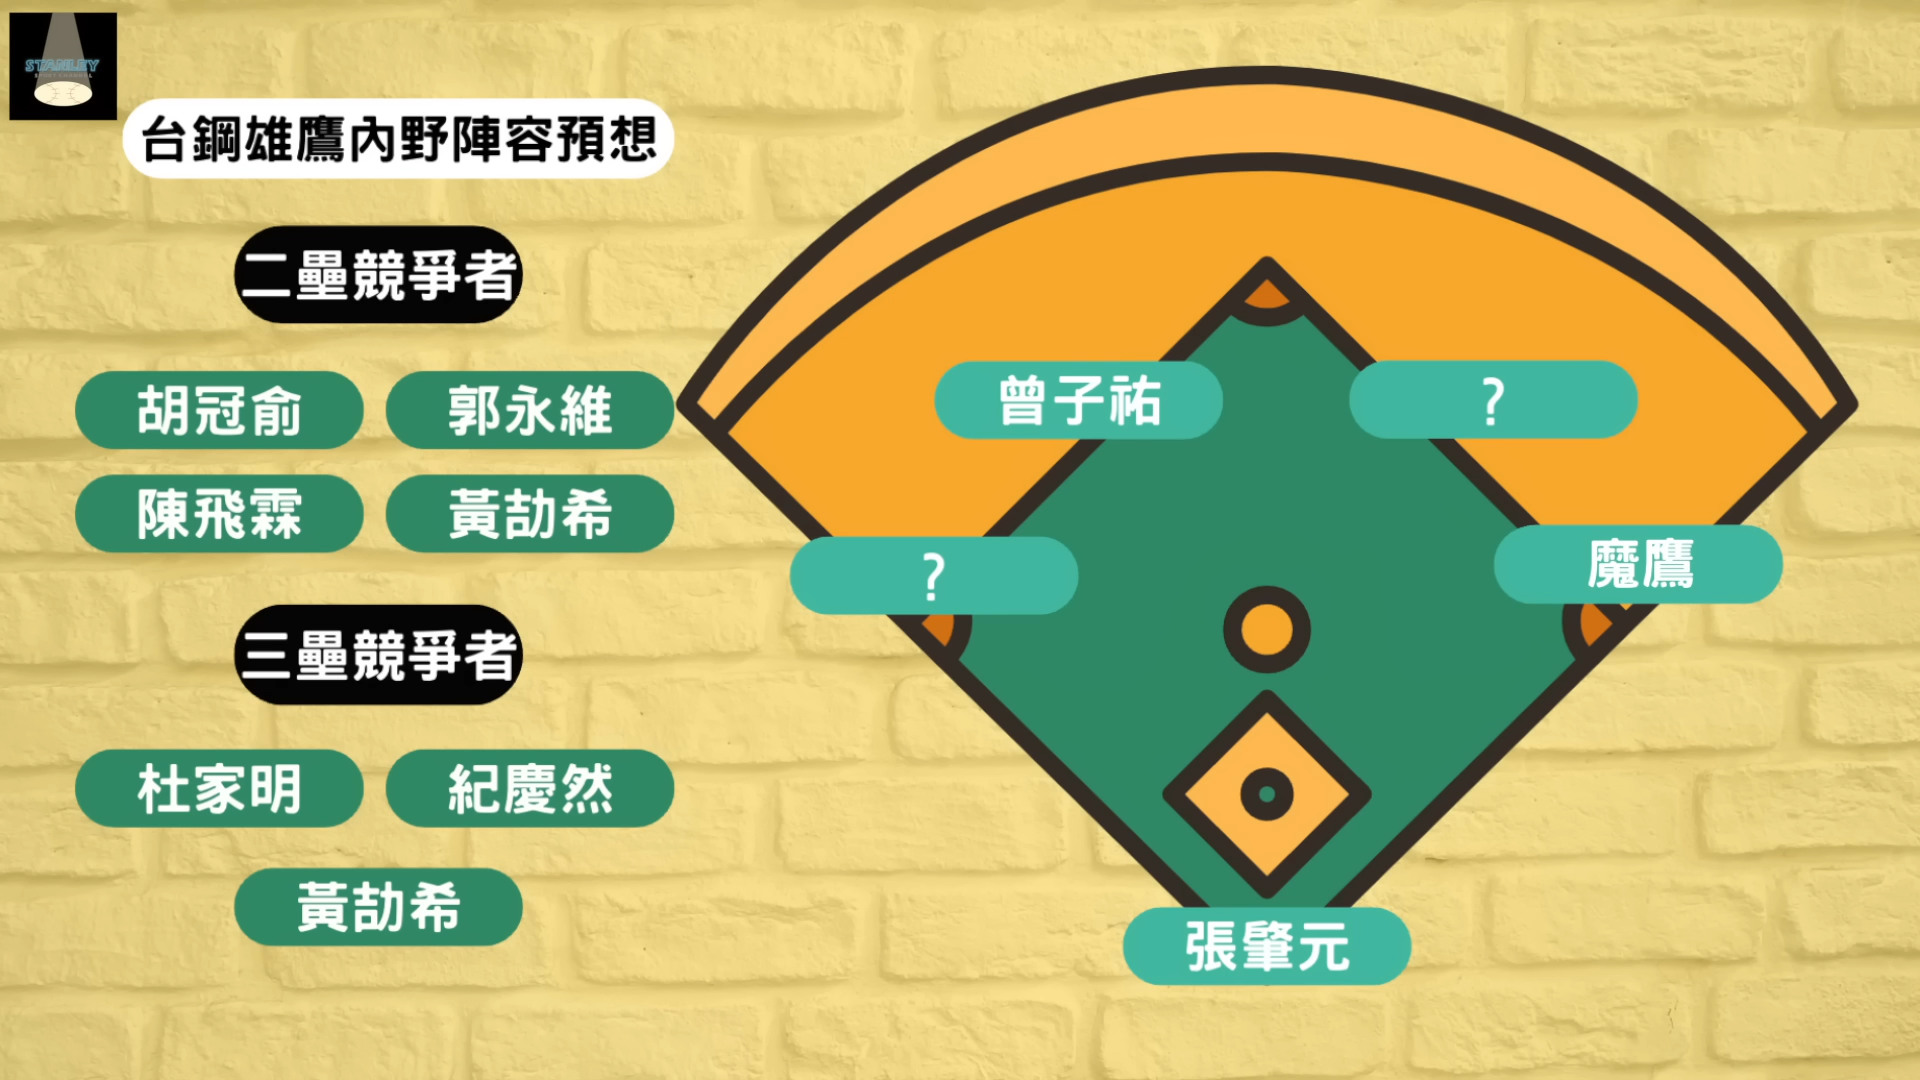 STANLEY
台鋼雄鷹內野陣容預想
二壘競爭者
胡冠俞 郭永維
陳飛霖 黃劼希
三壘競爭者
杜家明 紀慶然
黃劼希
曾子祐 ?
? 魔鷹
張肇元